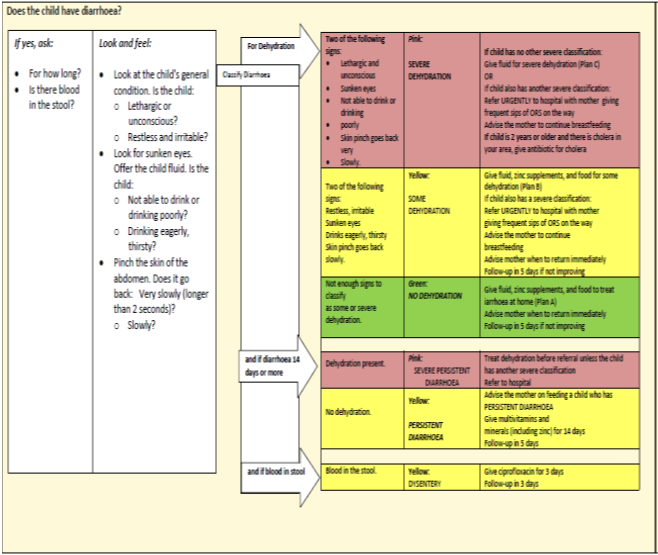 Does the child have diarrhoea?
If yes, ask:
• For how long?
• Is there blood
in the stool?
Look and feel:
• Look at the child's general
condition. Is the child:
o Lethargic or
unconscious?
o Restless and irritable?
• Look for sunken eyes.
Offer the child fluid. Is the
child:
o Not able to drink or
drinking poorly?
o Drinking eagerly,
thirsty?
• Pinch the skin of the
abdomen. Does it go
back: Very slowly (longer
than 2 seconds)?
o Slowly?
For Dehydration
Classify Diarrhoea
Two of the following
signs:
• Lethargic and
unconscious
• Sunken eyes
• Not able to drink or
drinking
• poorly
• Skin pinch goes back
very
• Slowly.
Pink:
SEVERE
DEHYDRATION
If child has no other severe classification:
Give fluid for severe dehydration (Plan C)
OR
If child also has another severe classification:
Refer URGENTLY to hospital with mother giving
frequent sips of ORS on the way
Advise the mother to continue breastfeeding
If child is 2 years or older and there is cholera in
your area, give antibiotic for cholera
Two of the following
signs:
Restless, irritable
Sunken eyes
Drinks eagerly, thirsty
Skin pinch goes back
slowly.
Yellow:
SOME
DEHYDRATION
Give fluid, zinc supplements, and food for some
dehydration (Plan B)
If child also has a severe classification:
Refer URGENTLY to hospital with mother
giving frequent sips of ORS on the way
Advise the mother to continue
breastfeeding
Advise mother when to return immediately
Follow-up in 5 days if not improving
Not enough signs to
classify
as some or severe
dehydration.
Green:
NO DEHYDRATION
Give fluid, zinc supplements, and food to treat
iarrhoea at home (Plan A)
Advise mother when to return immediately
Follow-up in 5 days if not improving
and if diarrhoea 14
days or more
Dehydration present.
Pink:
SEVERE PERSISTENT
DIARRHOEA
Treat dehydration before referral unless the child
has another severe classification
Refer to hospital
No dehydration.
Yellow:
PERSISTENT
DIARRHOEA
Advise the mother on feeding a child who has
PERSISTENT DIARRHOEA
Give multivitamins and
minerals (including zinc) for 14 days
Follow-up in 5 days
and if blood in stool
Blood in the stool.
Yellow:
DYSENTERY
Give ciprofloxacin for 3 days
Follow-up in 3 days